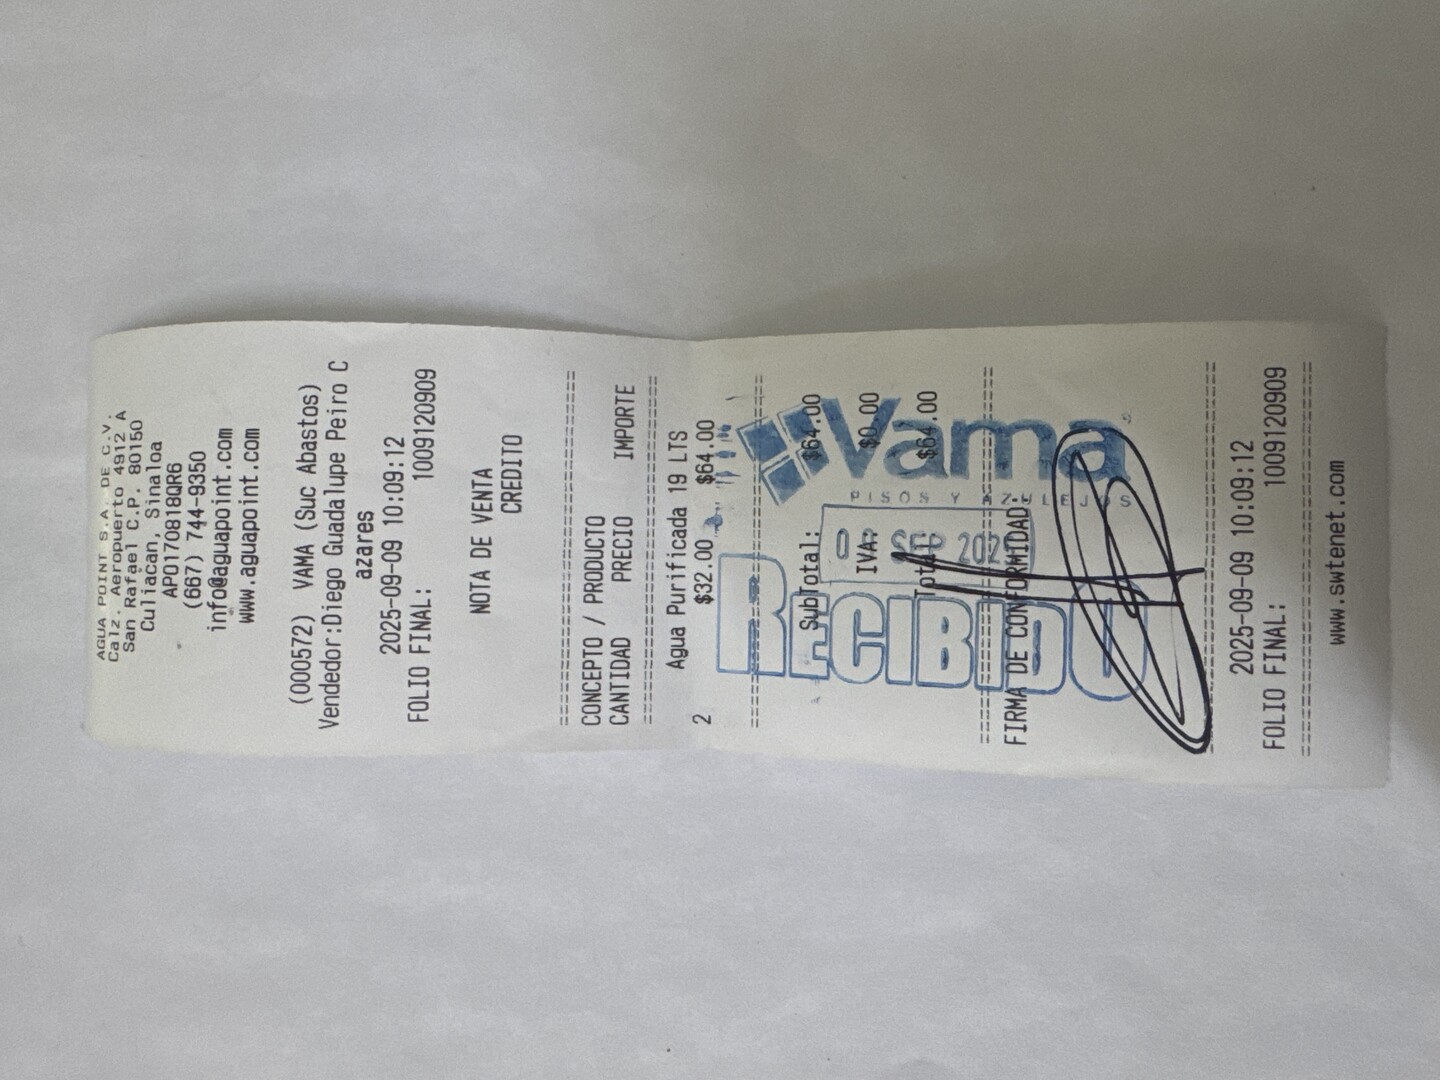 AGUA POINT S.A. DE C.V.
Calz. Aeropuerto 4912 A
San Rafael C.P. 80150
Culiacan, Sinaloa
APO170818QR6
(667) 744-9350
info@aguapoint.com
www.aguapoint.com
(000572) VAMA (Suc Abastos)
Vendedor:Diego Guadalupe Peiro C
azares
2025-09-09 10:09:12
FOLIO FINAL: 1009120909
NOTA DE VENTA
CREDITO
CONCEPTO / PRODUCTO
CANTIDAD PRECIO IMPORTE
Agua Purificada 19 LTS
2 $32.00 $64.00
SubTotal: $64.00
IVA: $0.00
Total: $64.00
Vama
PISOS Y AZULEJOS
SEP 2025
RECIBIDO
FIRMA DE CONFORMIDAD
2025-09-09 10:09:12
FOLIO FINAL: 1009120909
www.swtenet.com